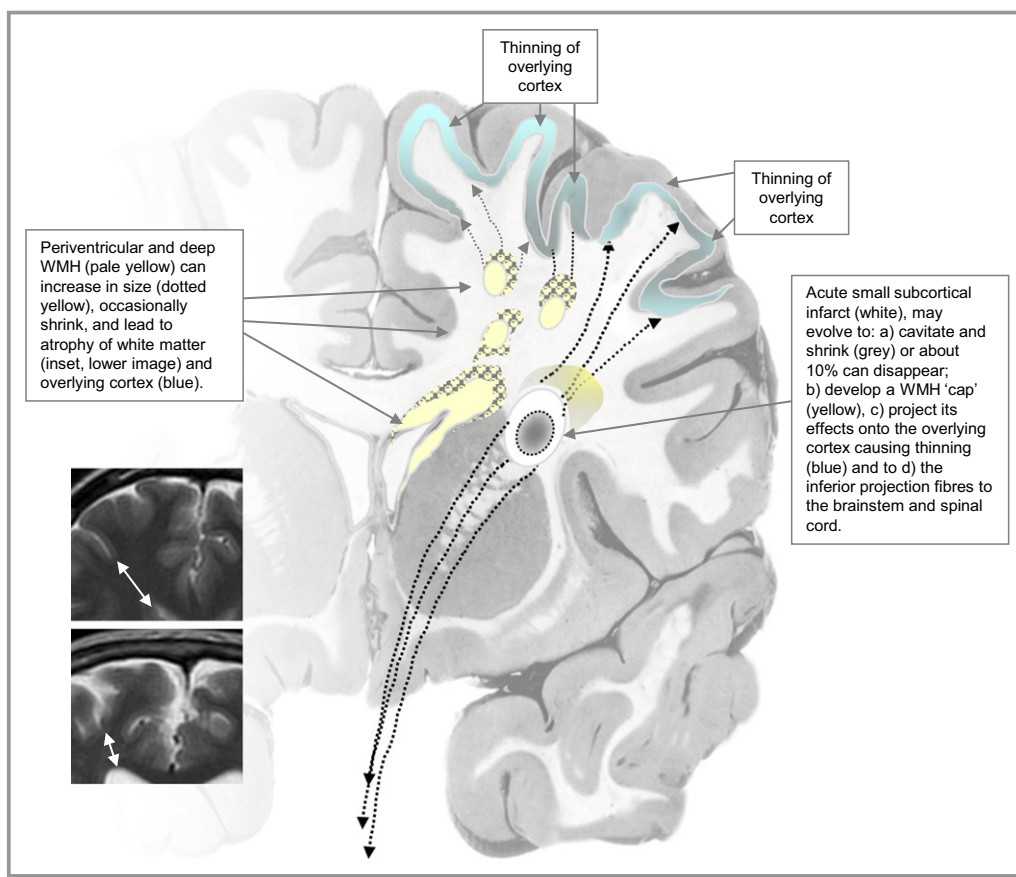 Thinning of
overlying
cortex
Thinning of
overlying
cortex
Periventricular and deep
WMH (pale yellow) can
increase in size (dotted
yellow), occasionally
shrink, and lead to
atrophy of white matter
(inset, lower image) and
overlying cortex (blue).
Acute small subcortical
infarct (white), may
evolve to: a) cavitate and
shrink (grey) or about
10% can disappear;
b) develop a WMH ‘cap’
(yellow), c) project its
effects onto the overlying
cortex causing thinning
(blue) and to d) the
inferior projection fibres to
the brainstem and spinal
cord.